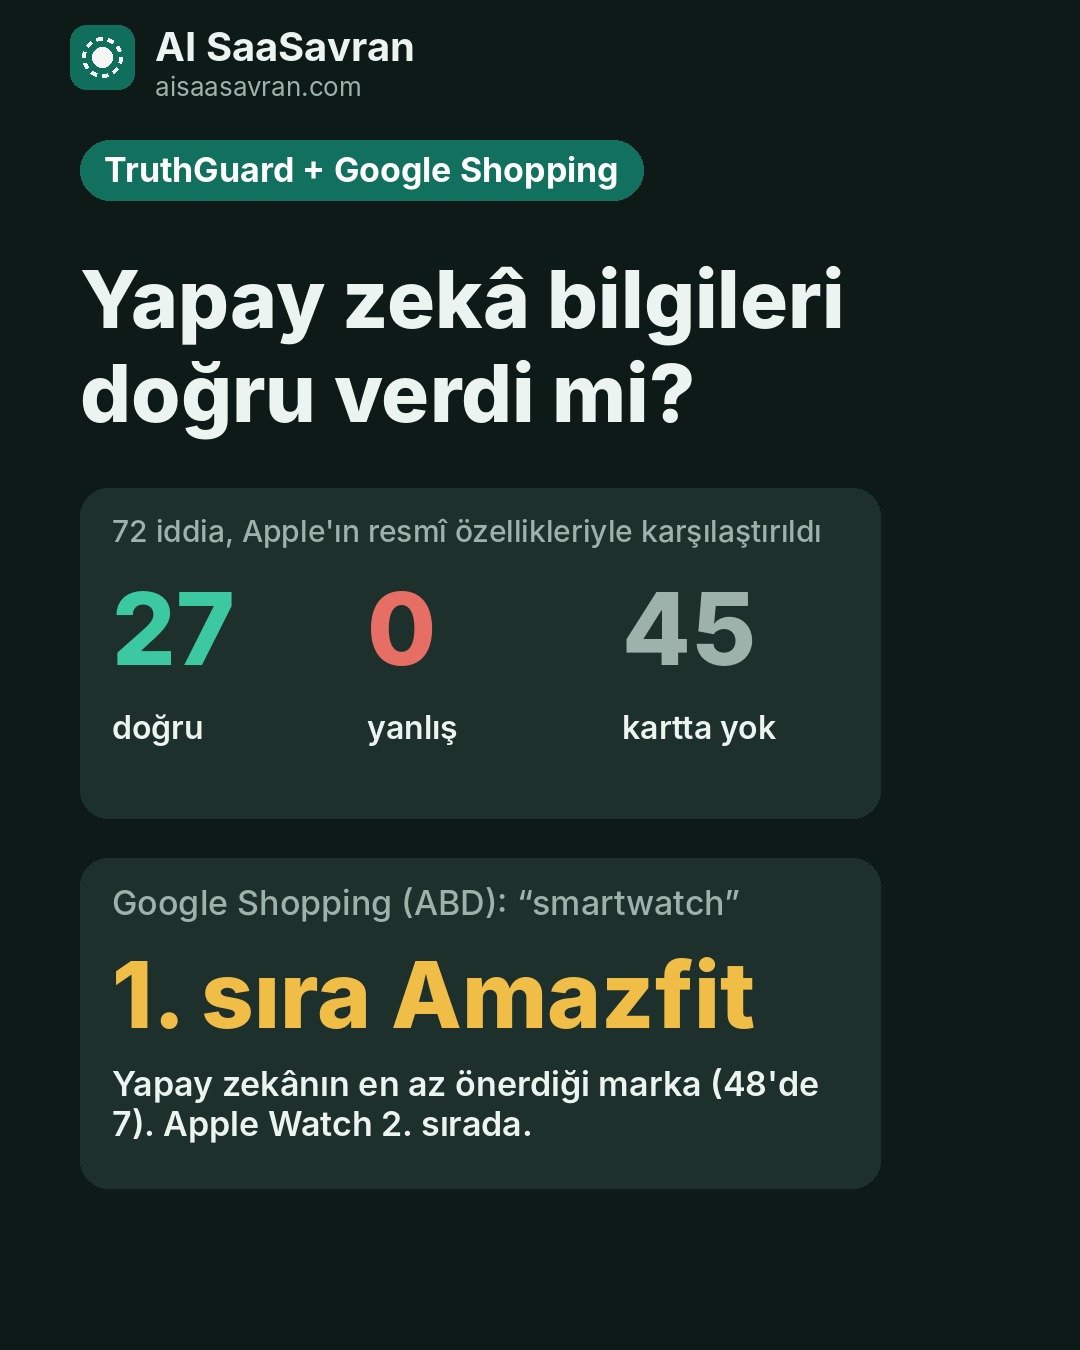 AI SaaSavran
aisaasavran.com
TruthGuard + Google Shopping
Yapay zekâ bilgileri
doğru verdi mi?
72 iddia, Apple'ın resmî özellikleriyle karşılaştırıldı
27 0 45
doğru yanlış kartta yok
Google Shopping (ABD): “smartwatch”
1. sıra Amazfit
Yapay zekânın en az önerdiği marka (48'de
7). Apple Watch 2. sırada.